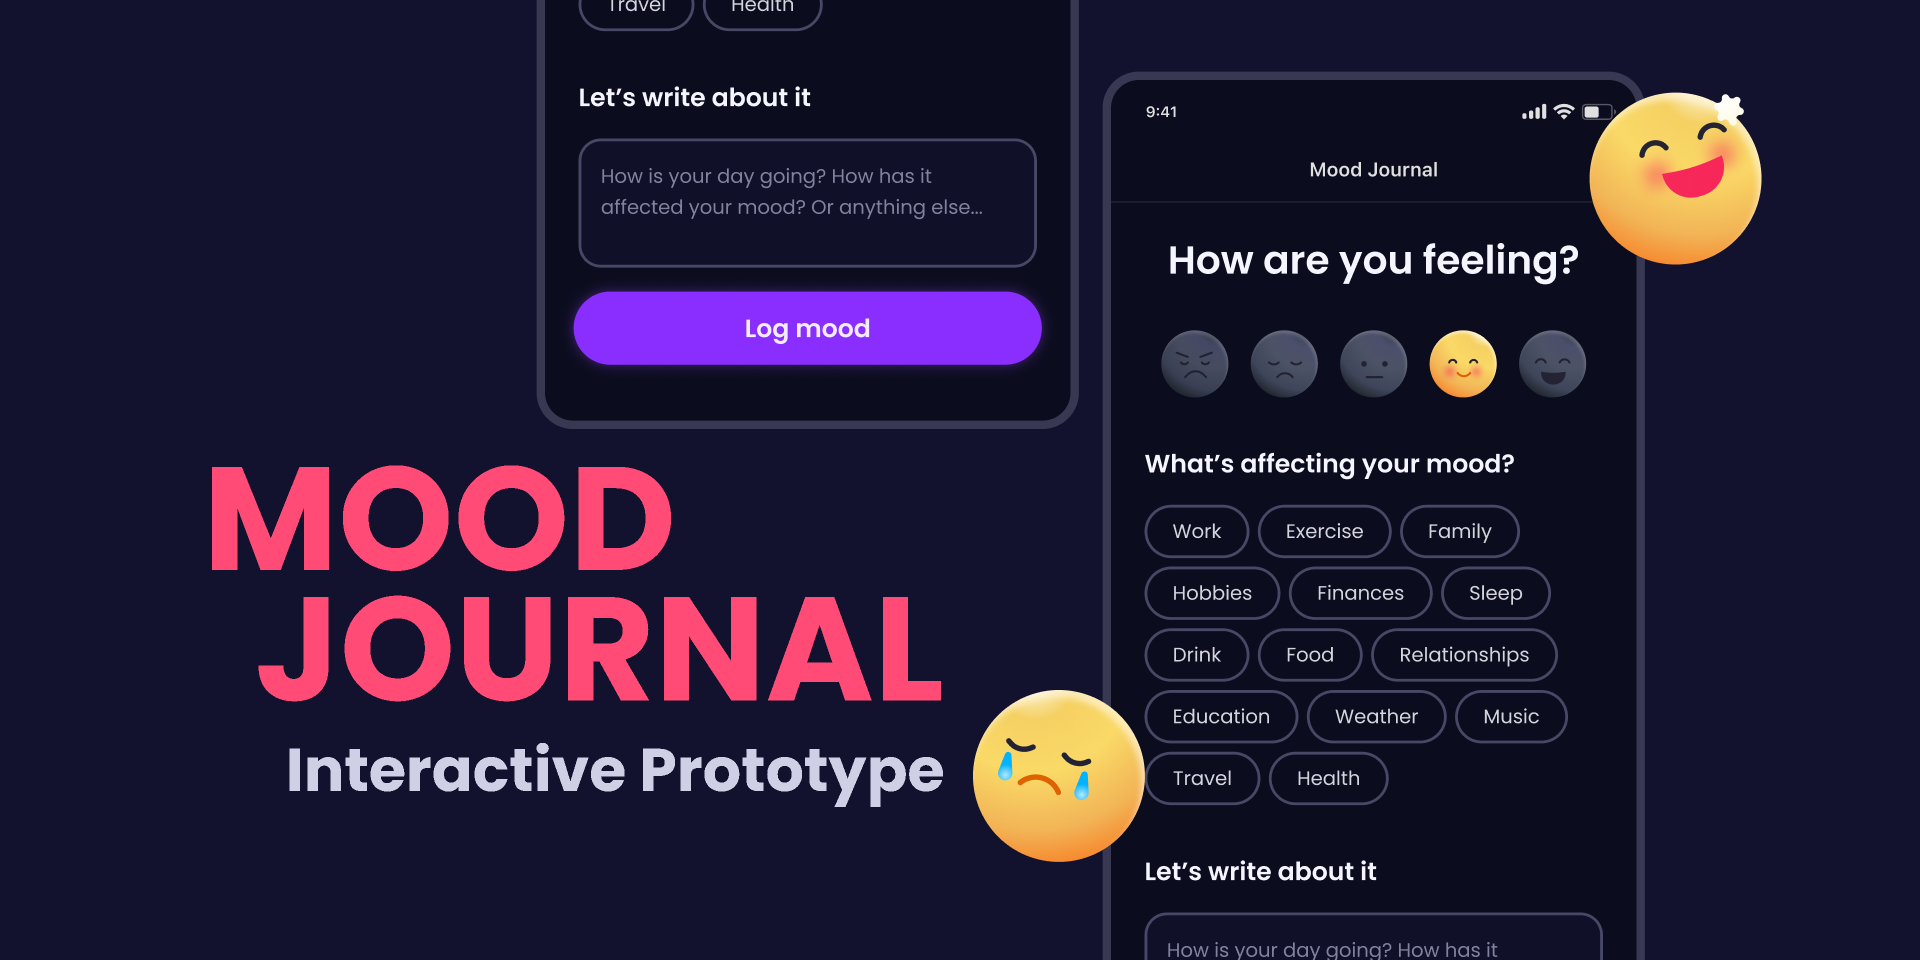 Travel
Health
Let’s write about it
How is your day going? How has it
affected your mood? Or anything else...
Log mood
MOOD
JOURNAL
Interactive Prototype
9:41
Mood Journal
How are you feeling?
What’s affecting your mood?
Work Exercise Family
Hobbies Finances Sleep
Drink Food Relationships
Education Weather Music
Travel Health
Let’s write about it
How is your day going? How has it